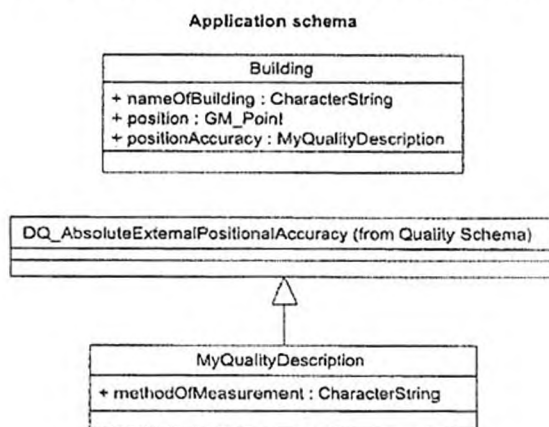 Application schema
Building
+ nameOfBuilding : CharacterString
+ position : GM_Point
+ positionAccuracy : MyQualityDescription
DQ_AbsoluteExternalPositionalAccuracy (from Quality Schema)
MyQualityDescription
+ methodOfMeasurement : CharacterString